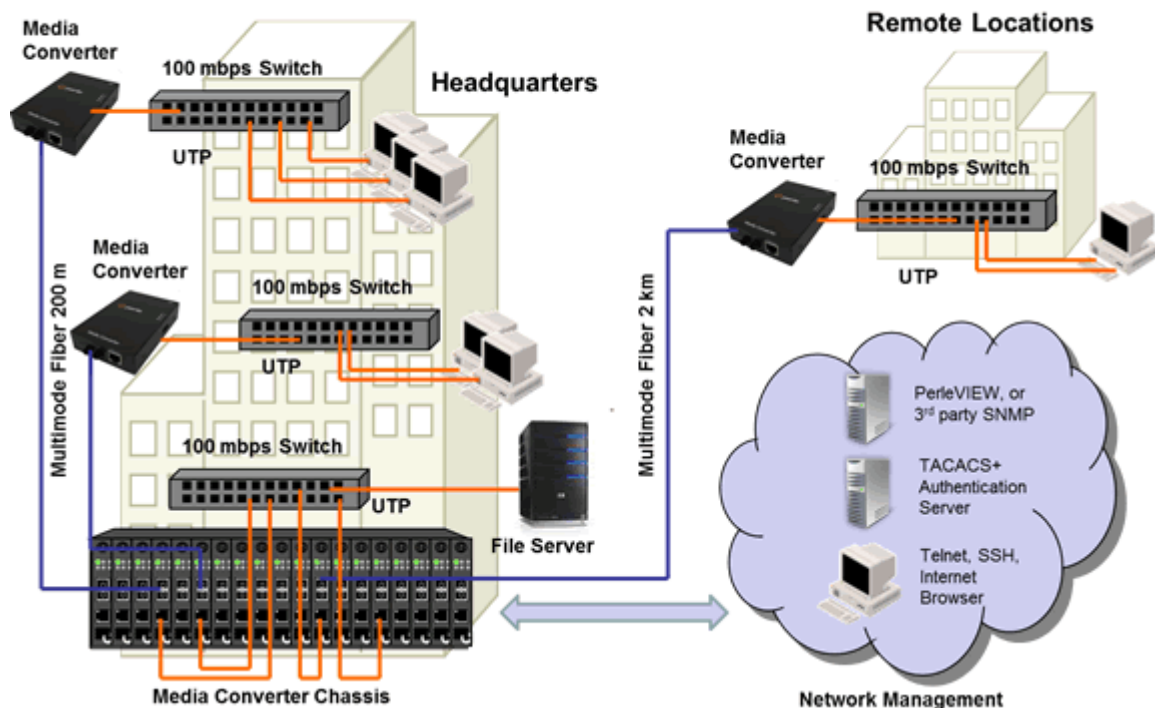 Media
Converter
100 mbps Switch
Headquarters
UTP
Remote Locations
Media
Converter
100 mbps Switch
UTP
Media
Converter
100 mbps Switch
UTP
Multimode Fiber 200 m
Multimode Fiber 2 km
100 mbps Switch
UTP
File Server
Media Converter Chassis
PerleVIEW, or
3rd party SNMP
TACACS+
Authentication
Server
Telnet, SSH,
Internet
Browser
Network Management